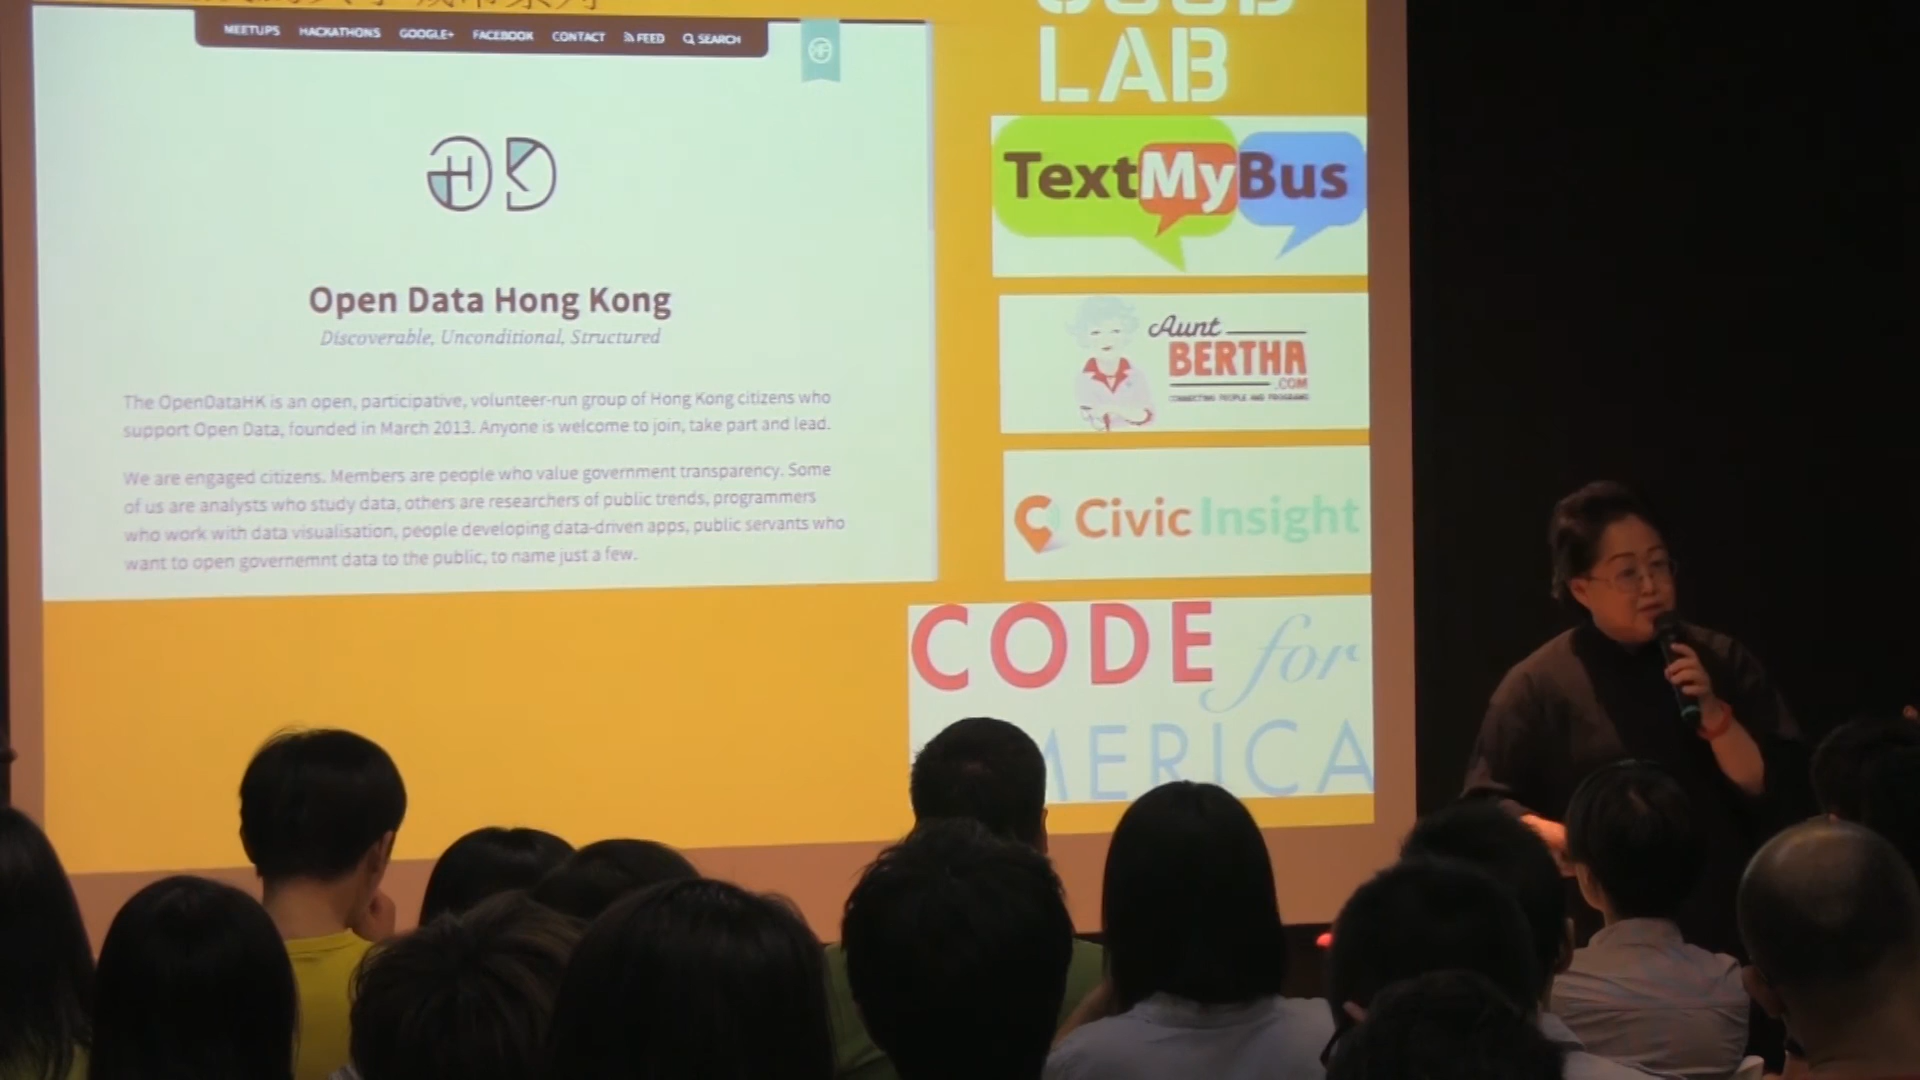 MEETUPS HACKATHONS GOOGLE+ FACEBOOK CONTACT FEED SEARCH
Open Data Hong Kong
Discoverable, Unconditional, Structured
The OpenDataHK is an open, participative, volunteer-run group of Hong Kong citizens who
support Open Data, founded in March 2013. Anyone is welcome to join, take part and lead.
We are engaged citizens. Members are people who value government transparency. Some
of us are analysts who study data, others are researchers of public trends, programmers
who work with data visualisation, people developing data-driven apps, public servants who
want to open governemnt data to the public, to name just a few.
LAB
TextMyBus
Aunt
BERTHA
.COM
CONNECTING PEOPLE AND PROGRAMS
Civic Insight
CODE for
MERICA